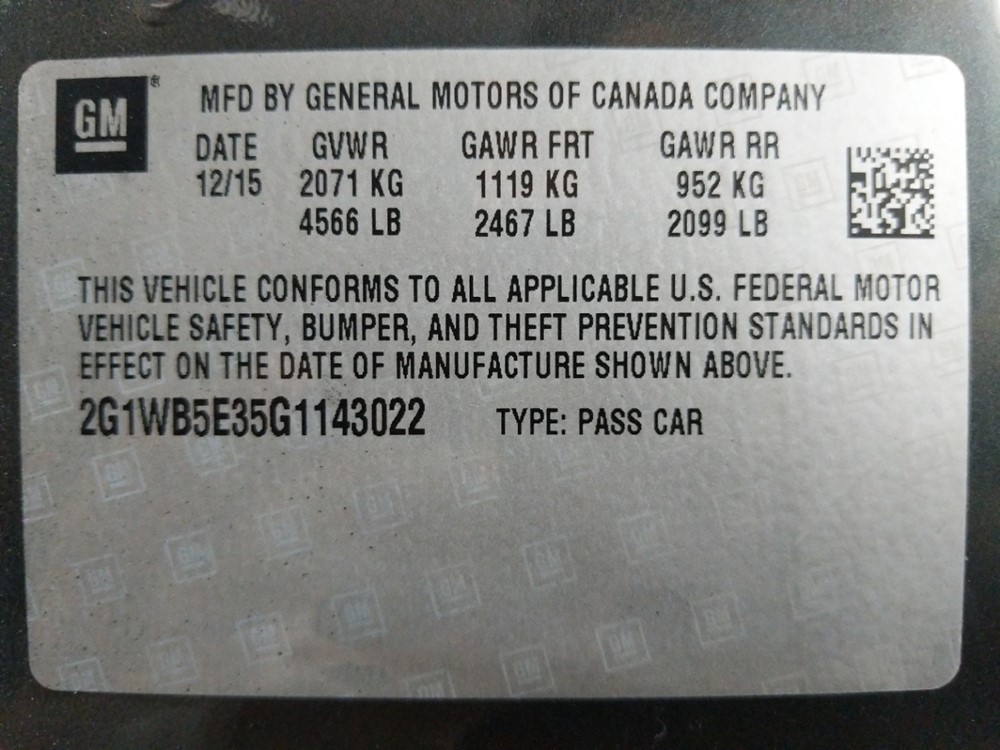 GM ®
MFD BY GENERAL MOTORS OF CANADA COMPANY
DATE GVWR GAWR FRT GAWR RR
12/15 2071 KG 1119 KG 952 KG
4566 LB 2467 LB 2099 LB
THIS VEHICLE CONFORMS TO ALL APPLICABLE U.S. FEDERAL MOTOR
VEHICLE SAFETY, BUMPER, AND THEFT PREVENTION STANDARDS IN
EFFECT ON THE DATE OF MANUFACTURE SHOWN ABOVE.
2G1WB5E35G1143022 TYPE: PASS CAR